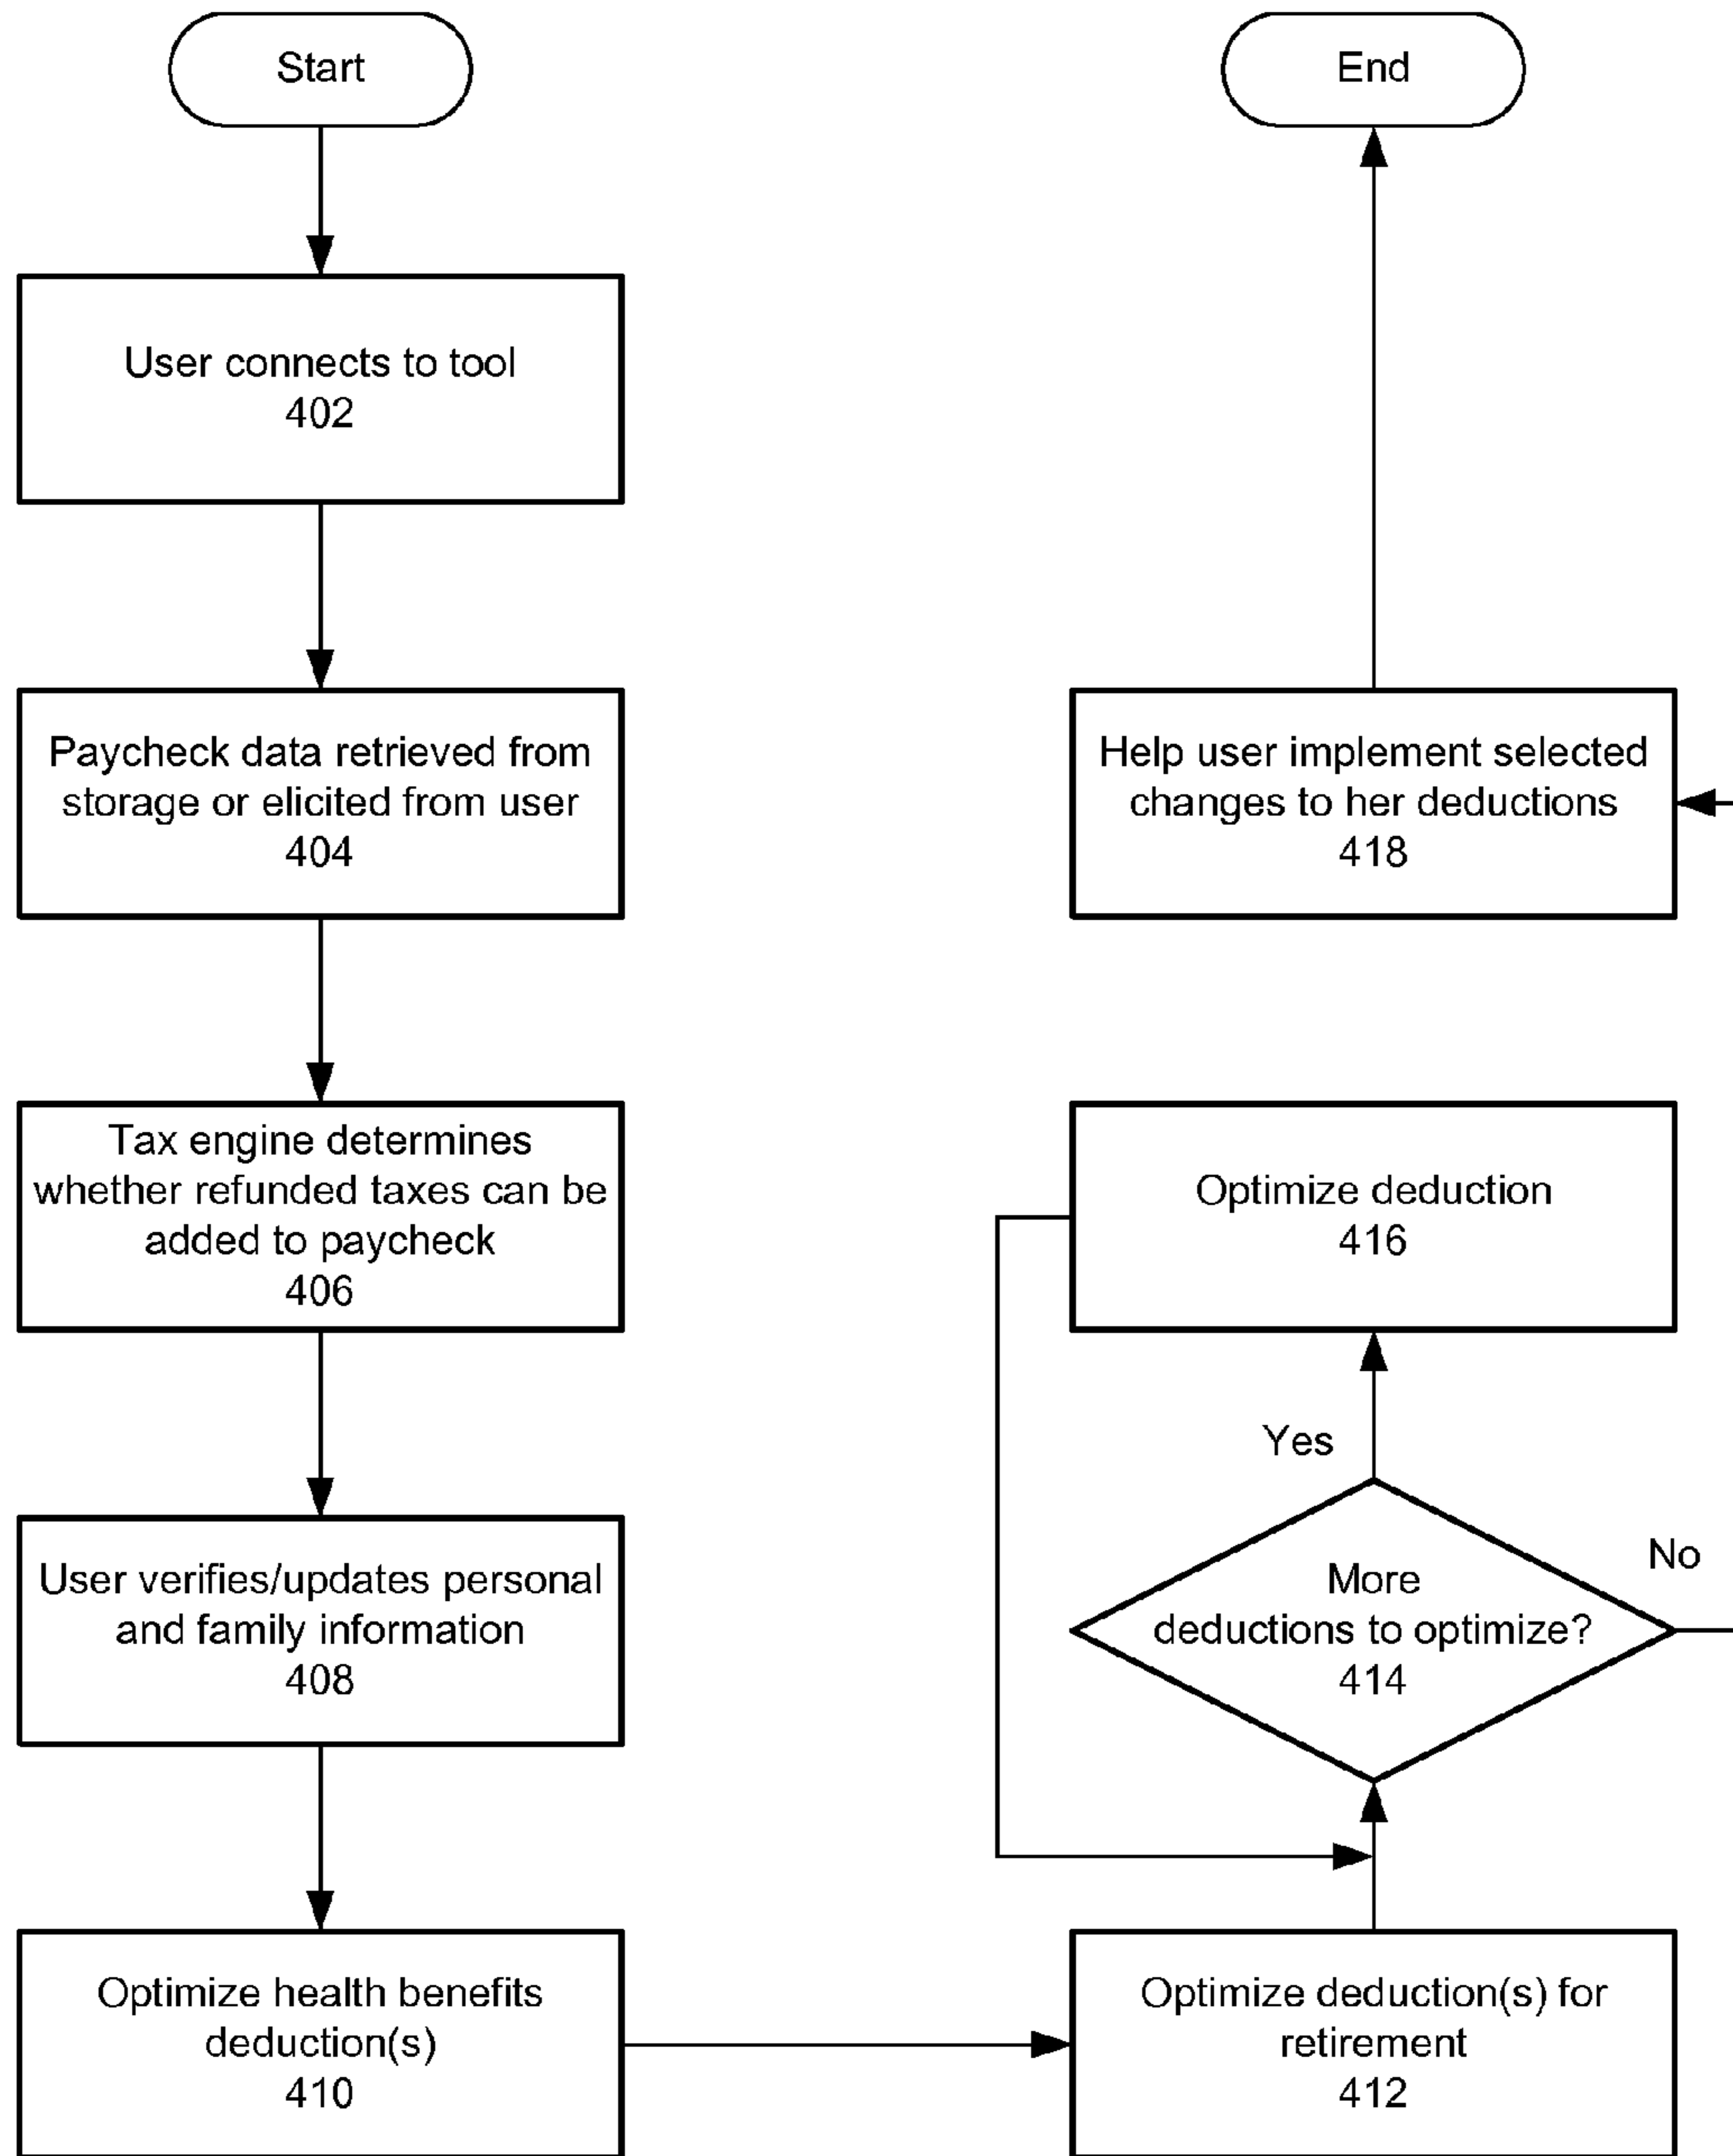 Start
User connects to tool
402
Paycheck data retrieved from
storage or elicited from user
404
Tax engine determines
whether refunded taxes can be
added to paycheck
406
User verifies/updates personal
and family information
408
Optimize health benefits
deduction(s)
410
Optimize deduction(s) for
retirement
412
More
deductions to optimize?
414
Yes
No
Optimize deduction
416
Help user implement selected
changes to her deductions
418
End